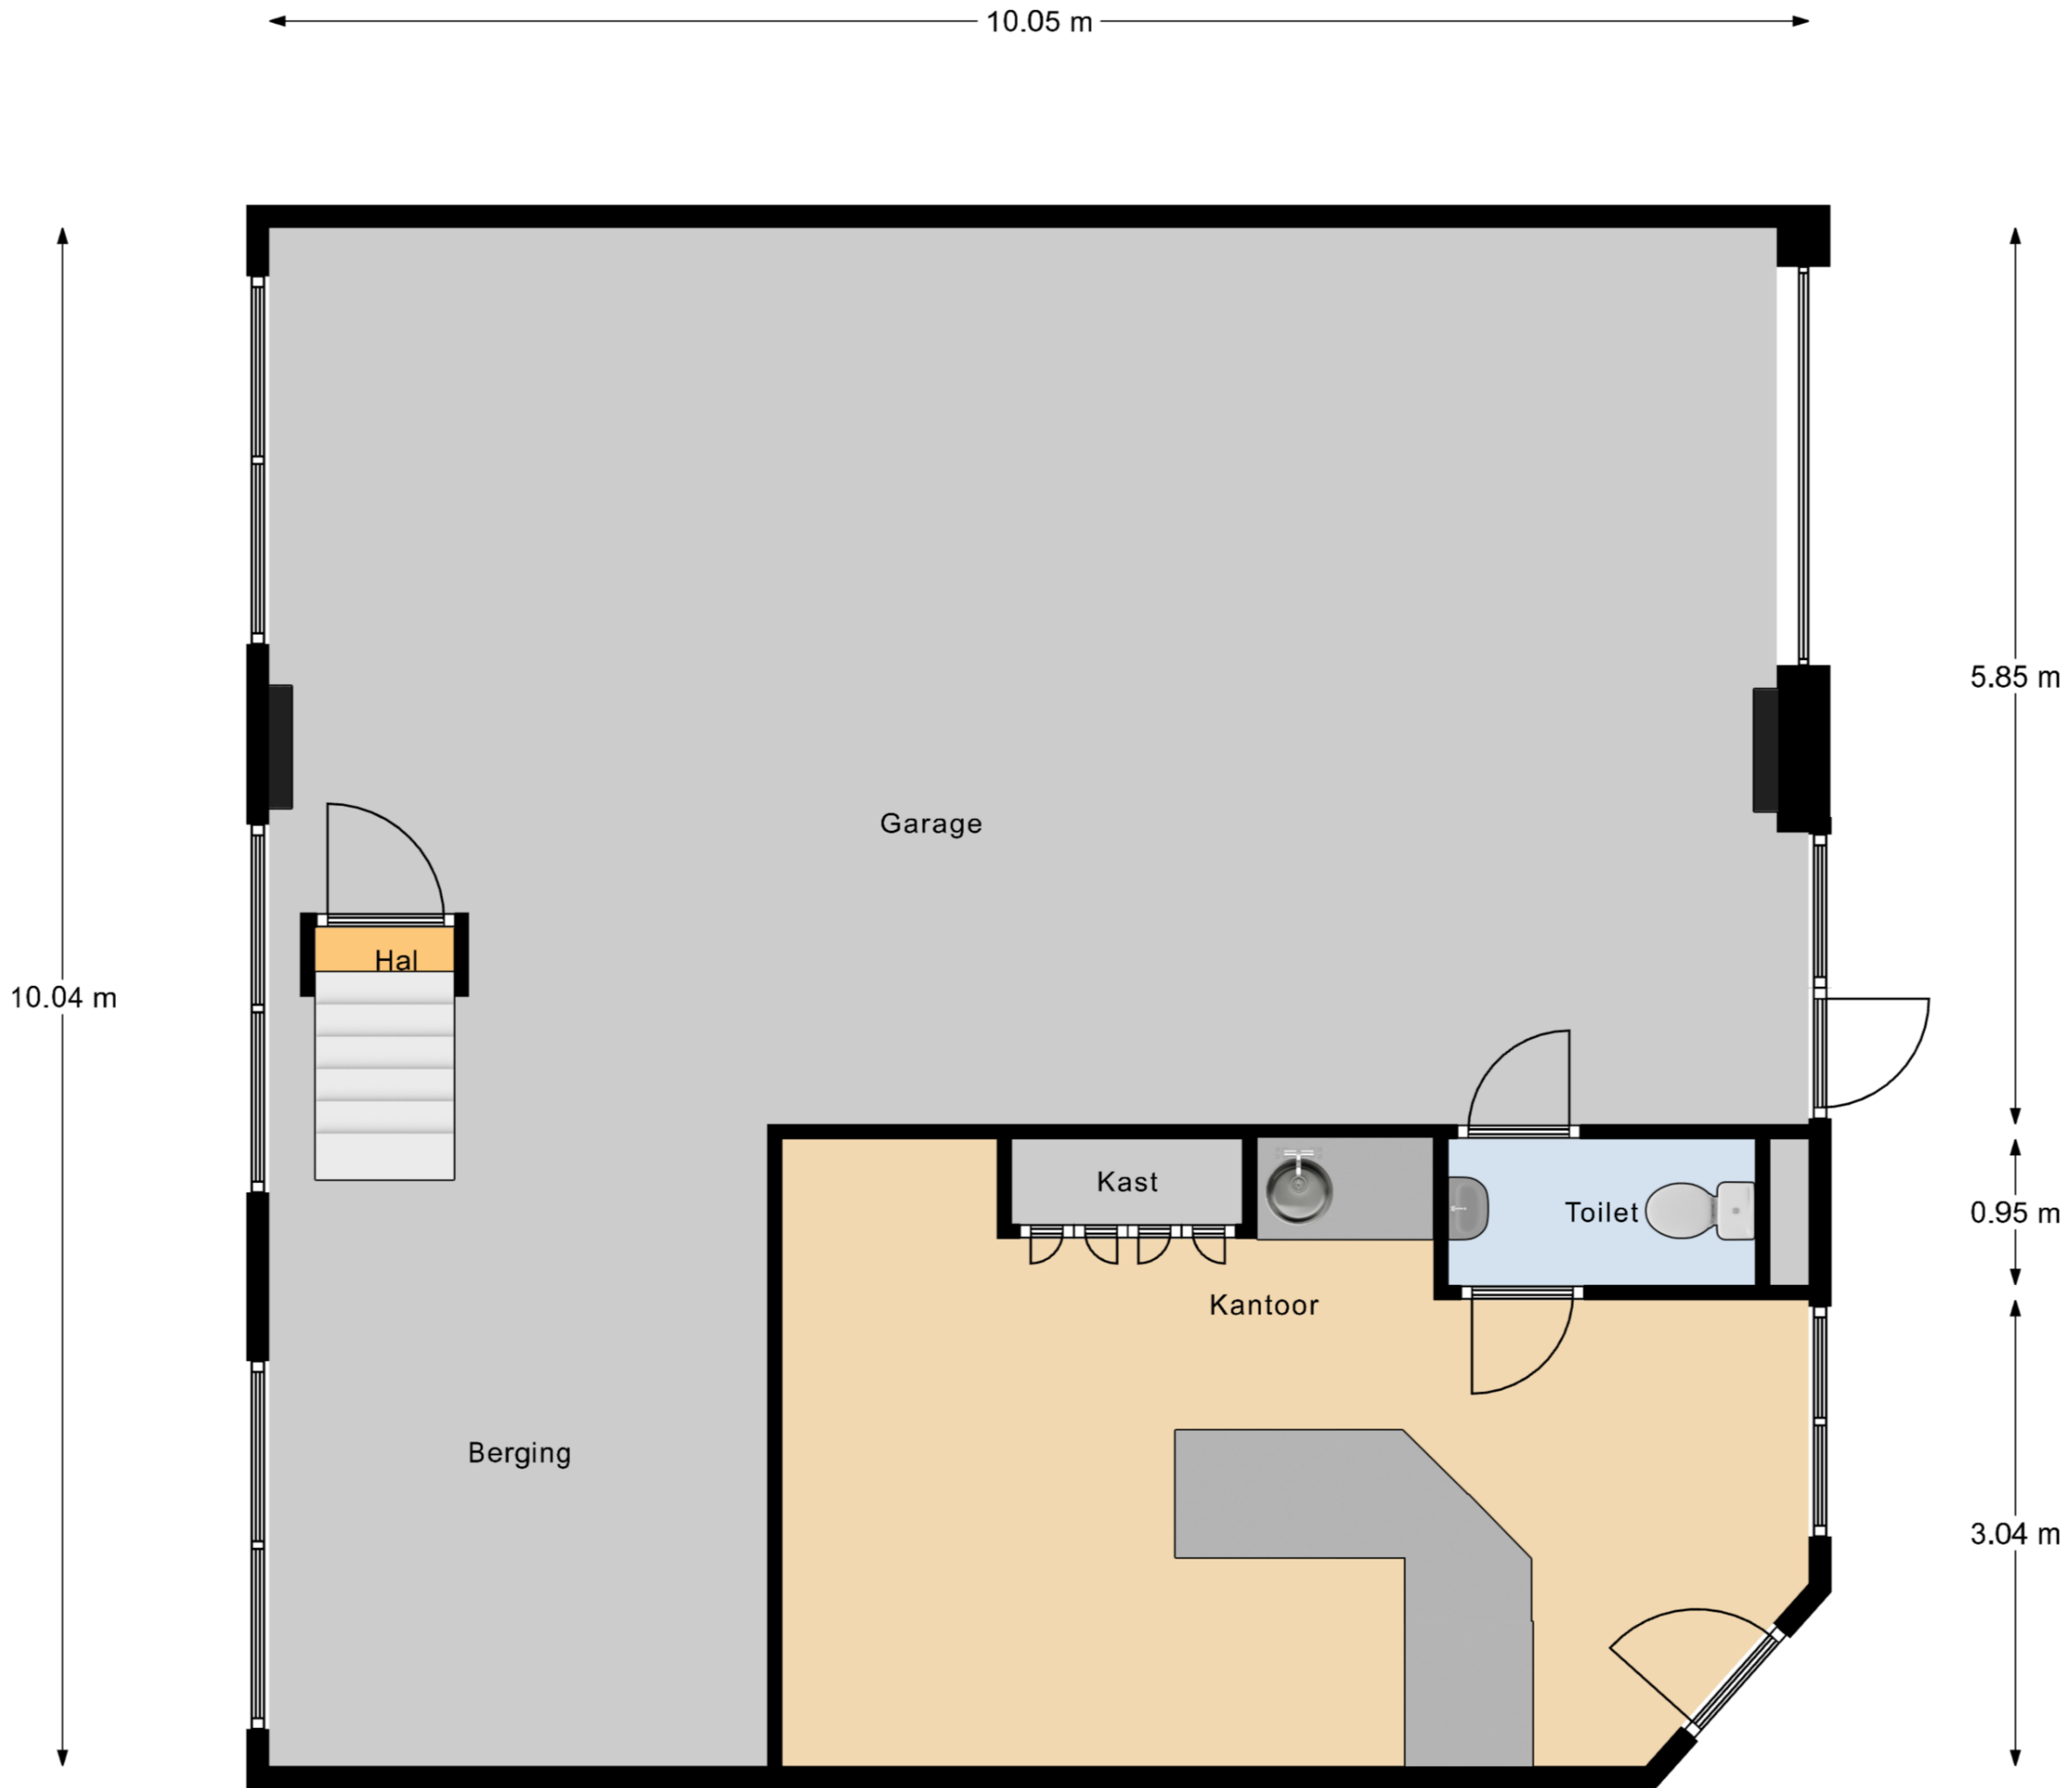 10.05 m
5.85 m
Garage
Hal
10.04 m
Kast
Toilet
0.95 m
Kantoor
Berging
3.04 m